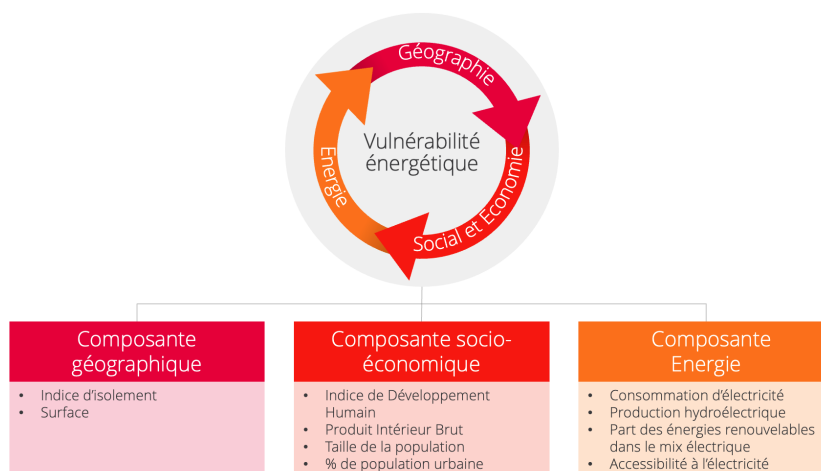 Géographie
Vulnérabilité
énergétique
Energie
Social et Economie
Composante
géographique
• Indice d'isolement
• Surface
Composante socio-
économique
• Indice de Développement
Humain
• Produit Intérieur Brut
• Taille de la population
• % de population urbaine
Composante
Energie
• Consommation d'électricité
• Production hydroélectrique
• Part des énergies renouvelables
dans le mix électrique
• Accessibilité à l'électricité